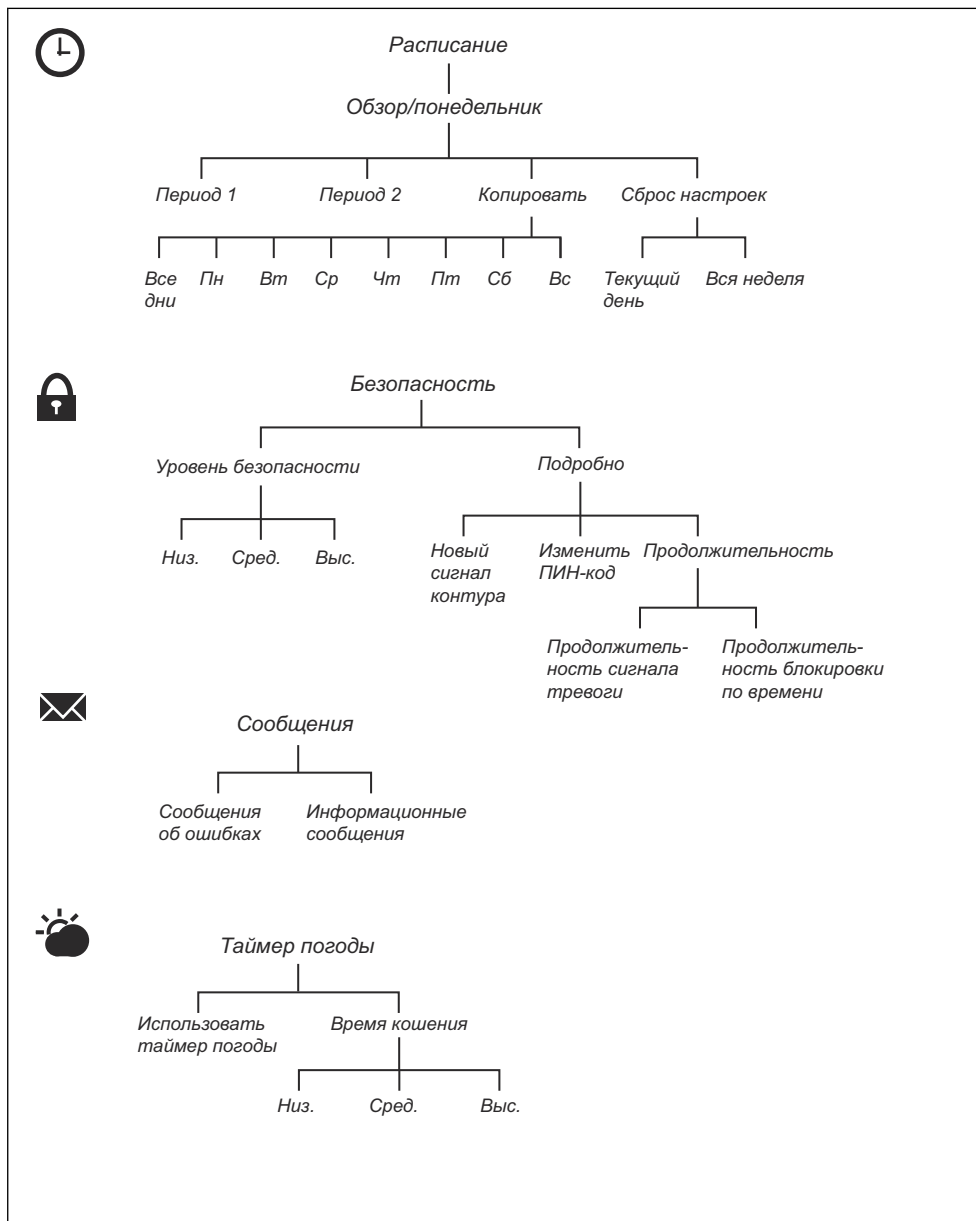 Расписание
Обзор/понедельник
Период 1
Период 2
Копировать
Сброс настроек
Все
дни
Пн
Вт
Ср
Чт
Пт
Сб
Вс
Текущий
день
Вся неделя
Безопасность
Уровень безопасности
Подробно
Низ.
Сред.
Выс.
Новый
сигнал
контура
Изменить
ПИН-код
Продолжительность
Продолжитель-
ность сигнала
тревоги
Продолжитель-
ность блокировки
по времени
Сообщения
Сообщения
об ошибках
Информационные
сообщения
Таймер погоды
Использовать
таймер погоды
Время кошения
Низ.
Сред.
Выс.